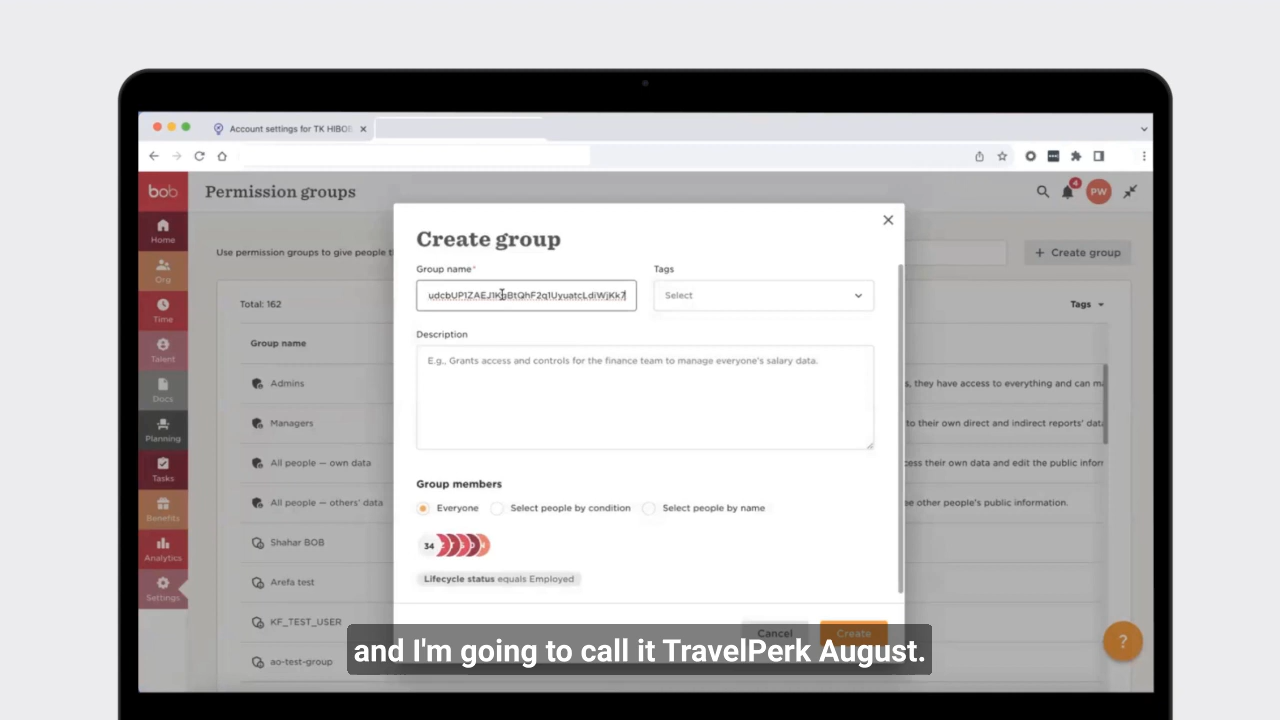 Account settings for TK HIBOB
bob
Permission groups
4
PW
Home
Org
Time
Talent
Docs
Planning
Tasks
Benefits
Analytics
Settings
Use permission groups to give people t
+ Create group
Total: 162
Tags
Group name
Admins
s, they have access to everything and can ma
Managers
to their own direct and indirect reports' data
All people — own data
cess their own data and edit the public inforr
All people — others' data
be other people's public information.
Shahar BOB
Arefa test
KF_TEST_USER
ao-test-group
Create group
Group name*
Tags
Select
Description
E.g., Grants access and controls for the finance team to manage everyone's salary data.
Group members
Everyone
Select people by condition
Select people by name
34
Lifecycle status equals Employed
Cancel
Create
?
and I'm going to call it TravelPerk August.